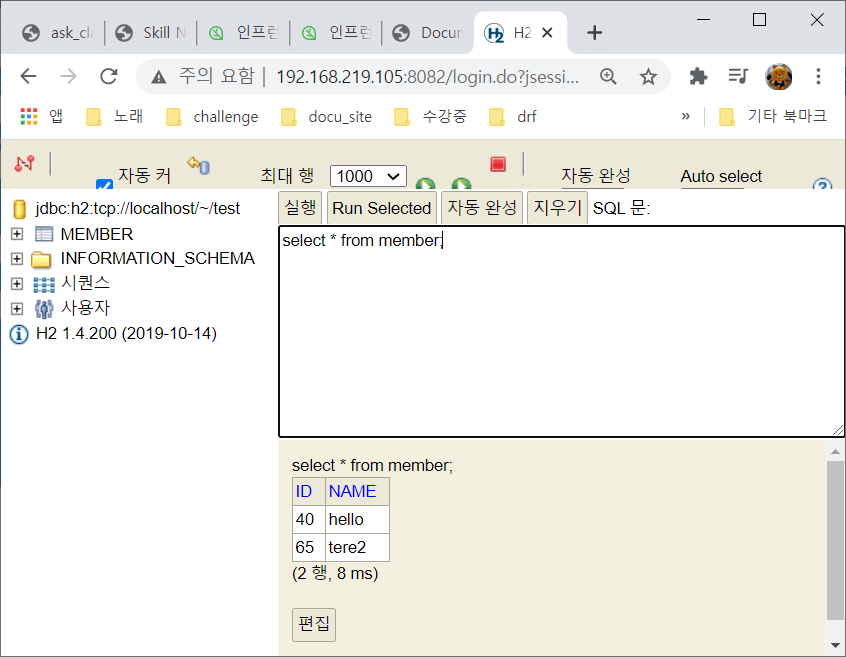 ask_cl
Skill N
인프런
인프런
Docum
H2
주의 요함 | 192.168.219.105:8082/login.do?jsessi...
앱 노래 challenge docu_site 수강중 drf » 기타 북마크
자동 커 최대 행 1000 자동 완성 Auto select
jdbc:h2:tcp://localhost/~/test
MEMBER
INFORMATION_SCHEMA
시퀀스
사용자
H2 1.4.200 (2019-10-14)
실행 Run Selected 자동 완성 지우기 SQL 문:
select * from member;
select * from member;
ID NAME
40 hello
65 tere2
(2 행, 8 ms)
편집